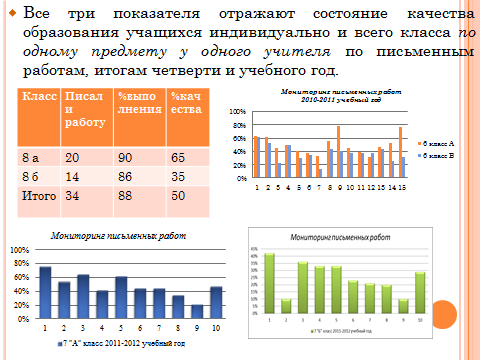 Все три показателя отражают состояние качества
образования учащихся индивидуально и всего класса по
одному предмету у одного учителя по письменным
работам, итогам четверти и учебного год.
Класс Писал %выпо %кач
и лнения ества
работу
8 а 20 90 65
8 б 14 86 35
Итого 34 88 50
Мониторинг письменных работ
2010-2011 учебный год
100%
80%
60%
40%
20%
0%
1 2 3 4 5 6 7 8 9 10 11 12 13 14 15
6 класс А
6 класс В
Мониторинг письменных работ
100%
80%
60%
40%
20%
0%
1 2 3 4 5 6 7 8 9 10
7 "А" класс 2011-2012 учебный год
Мониторинг письменных работ
45%
40%
35%
30%
25%
20%
15%
10%
5%
0%
1 2 3 4 5 6 7 8 9 10
7 "Б" класс 2011-2012 учебный год